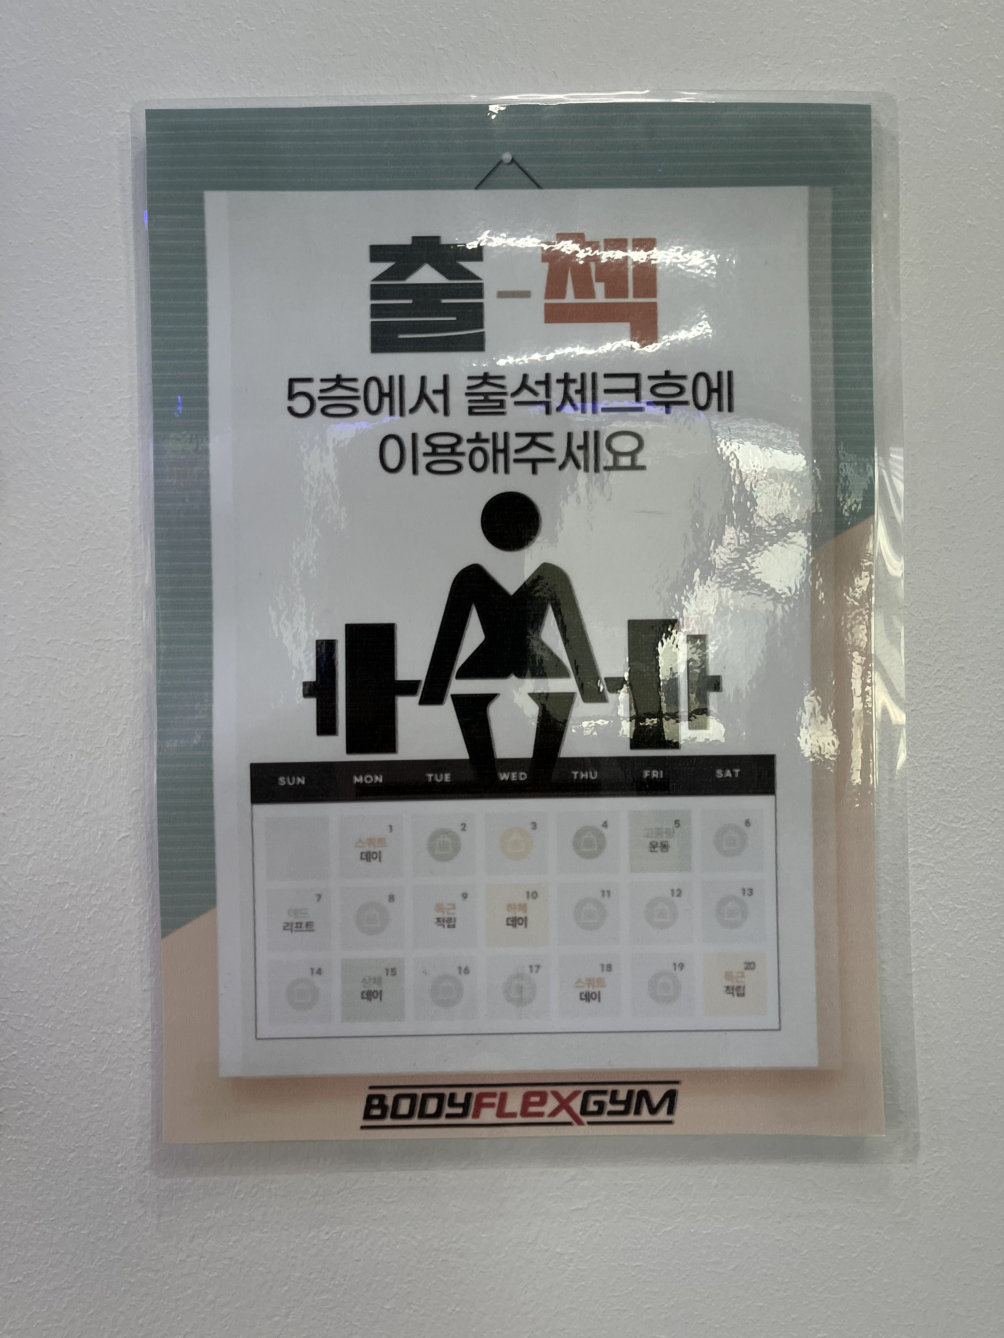 출-첵
5층에서 출석체크후에
이용해주세요
SUN MON TUE WED THU FRI SAT
1 2 3 4 5 6
스쿼트 고중량
데이 운동
7 8 9 10 11 12 13
데드 득근 하체
리프트 적립 데이
14 15 16 17 18 19 20
상체 스쿼트 득근
데이 데이 적립
BODYFLEXGYM